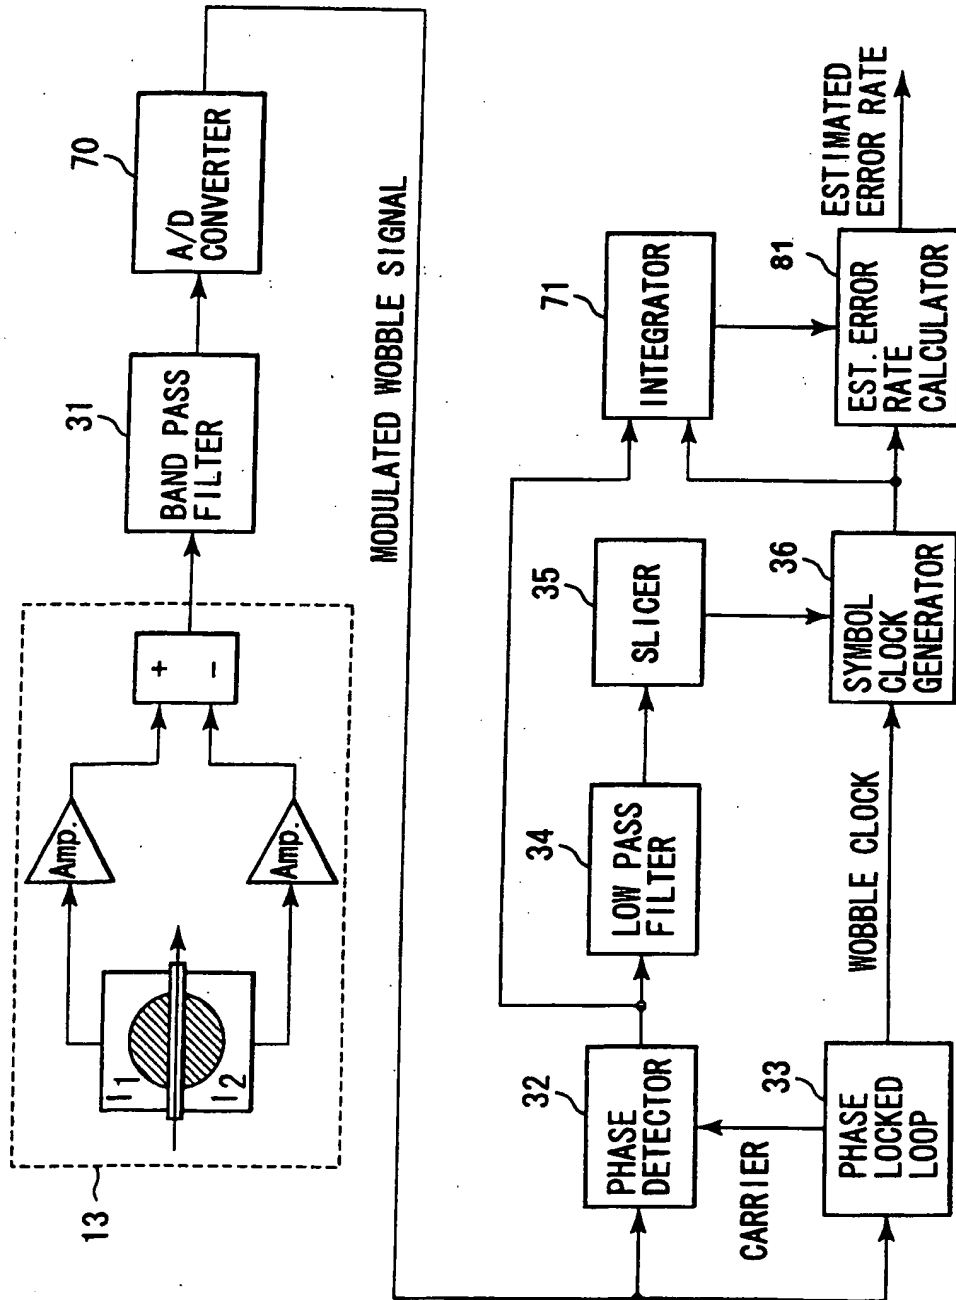 13
I1
I2
Amp.
Amp.
+
−
31
BAND PASS
FILTER
70
A/D
CONVERTER
MODULATED WOBBLE SIGNAL
32
PHASE
DETECTOR
CARRIER
33
PHASE
LOCKED
LOOP
34
LOW PASS
FILTER
35
SLICER
WOBBLE CLOCK
36
SYMBOL
CLOCK
GENERATOR
71
INTEGRATOR
81
EST. ERROR
RATE
CALCULATOR
ESTIMATED
ERROR RATE